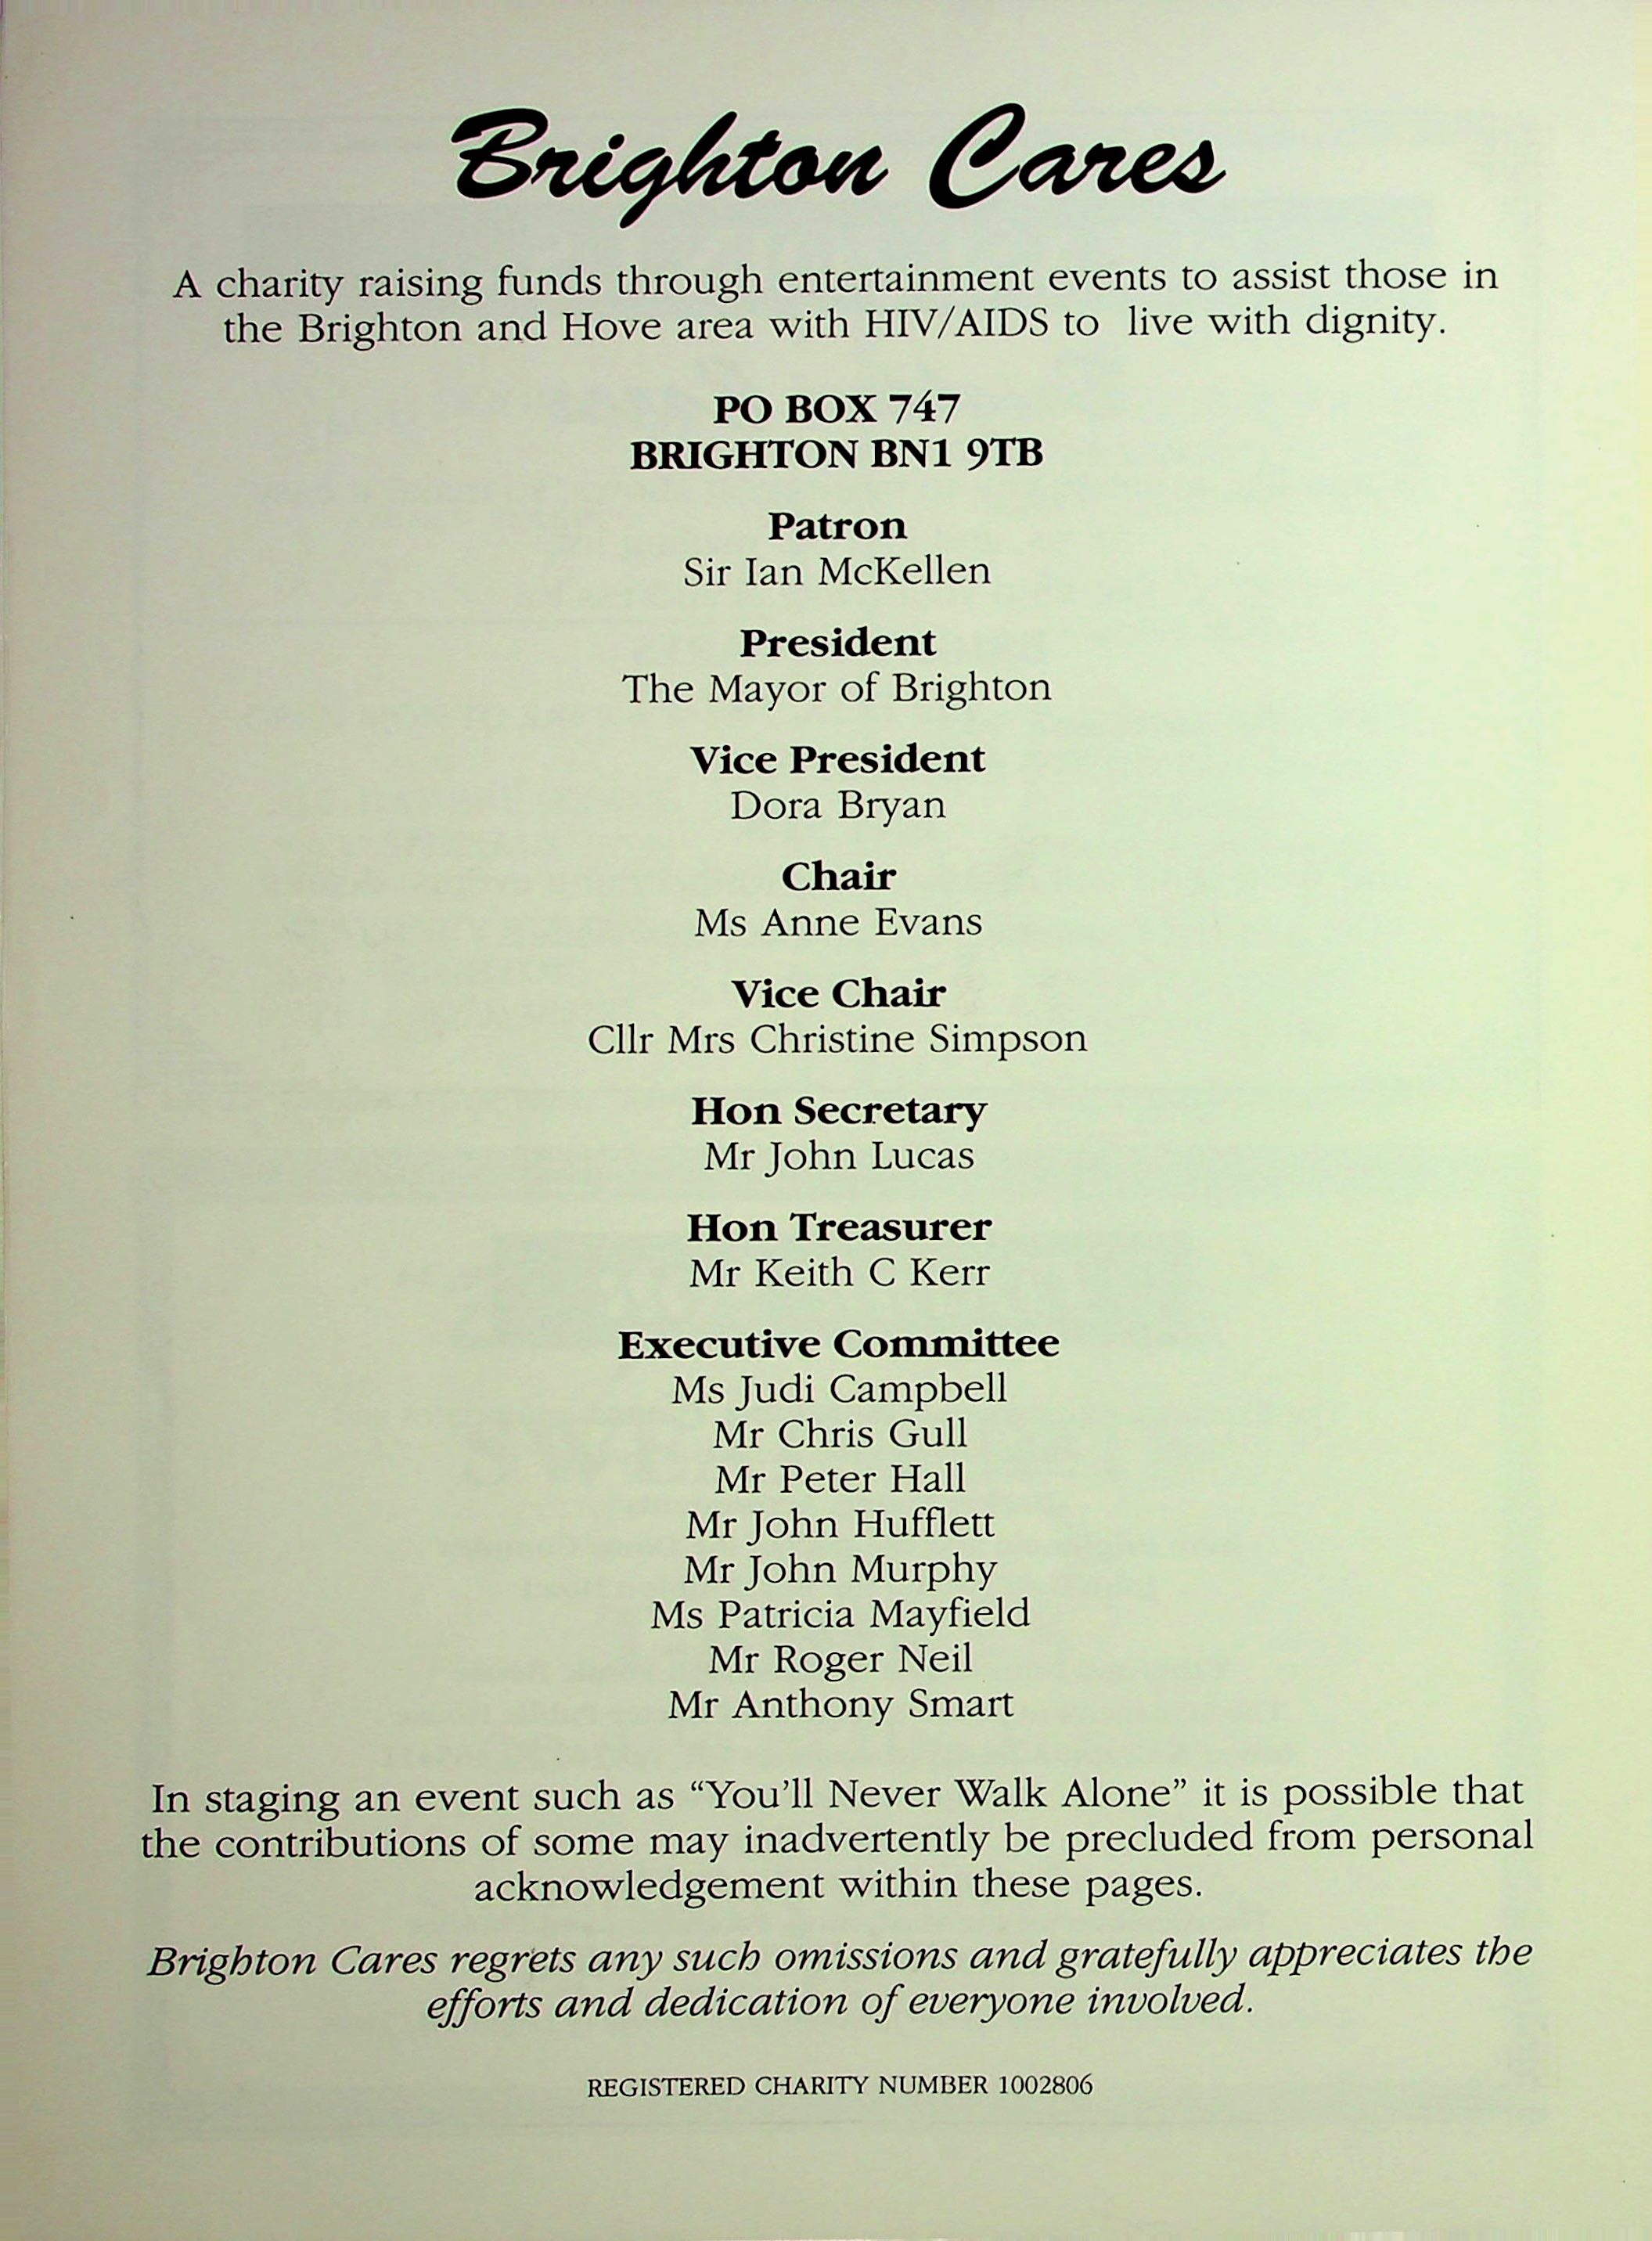 Brighton Cares
A charity raising funds through entertainment events to assist those in
the Brighton and Hove area with HIV/AIDS to live with dignity.
PO BOX 747
BRIGHTON BN1 9TB
Patron
Sir Ian McKellen
President
The Mayor of Brighton
Vice President
Dora Bryan
Chair
Ms Anne Evans
Vice Chair
Cllr Mrs Christine Simpson
Hon Secretary
Mr John Lucas
Hon Treasurer
Mr Keith C Kerr
Executive Committee
Ms Judi Campbell
Mr Chris Gull
Mr Peter Hall
Mr John Hufflett
Mr John Murphy
Ms Patricia Mayfield
Mr Roger Neil
Mr Anthony Smart
In staging an event such as “You’ll Never Walk Alone” it is possible that
the contributions of some may inadvertently be precluded from personal
acknowledgement within these pages.
Brighton Cares regrets any such omissions and gratefully appreciates the
efforts and dedication of everyone involved.
REGISTERED CHARITY NUMBER 1002806